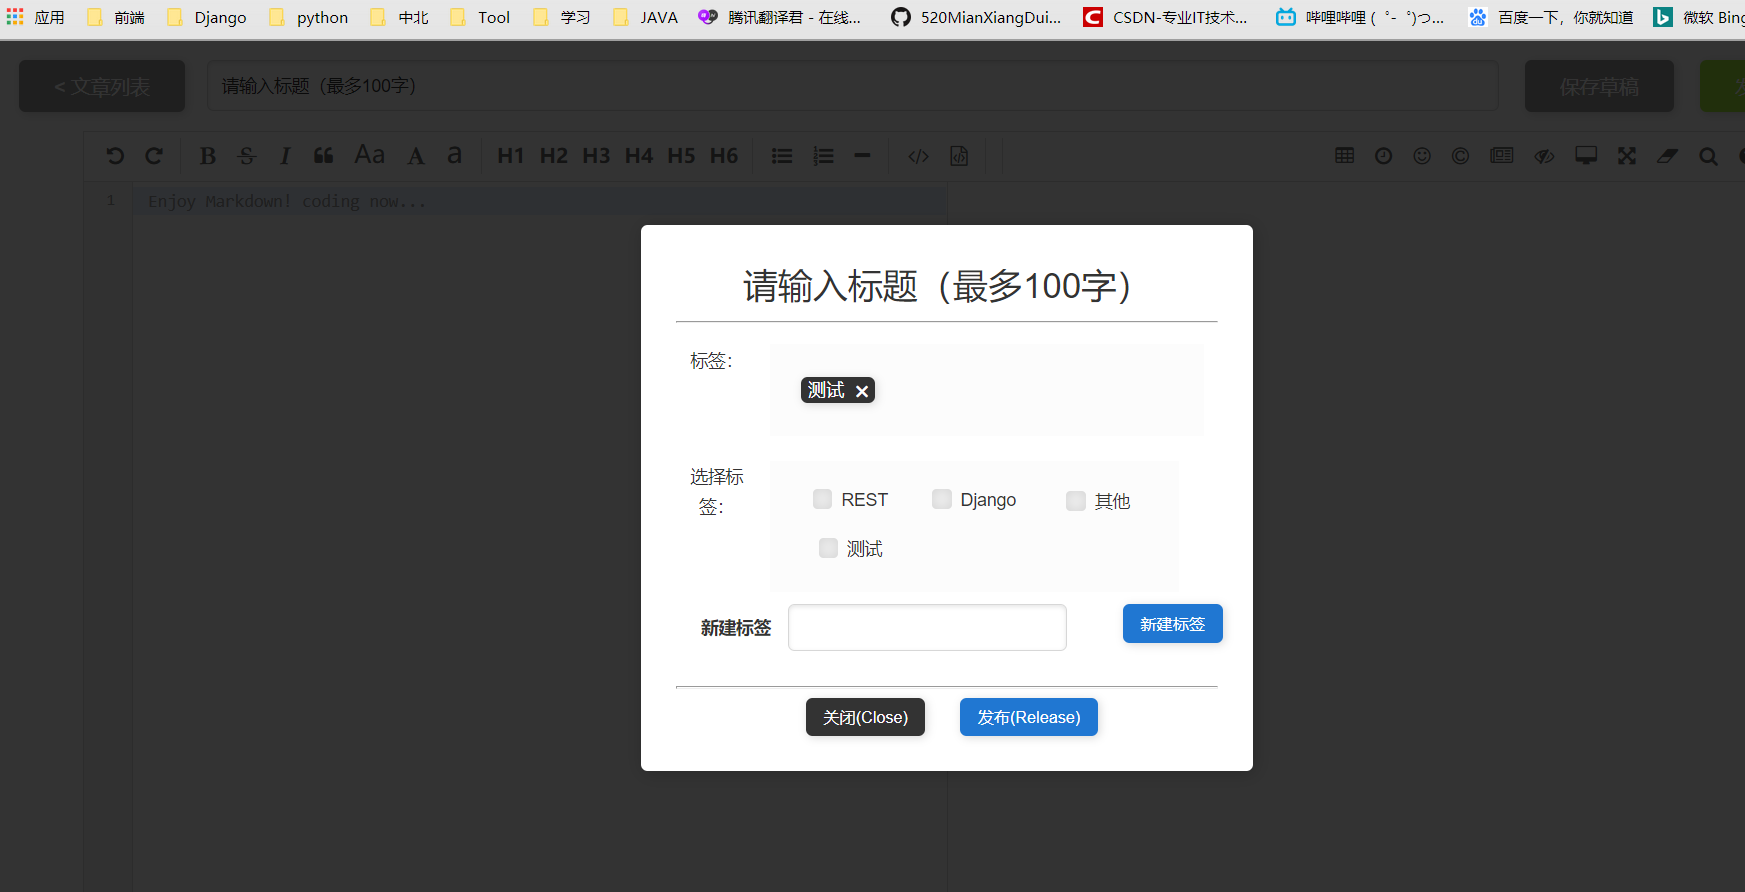 应用 前端 Django python 中北 Tool 学习 JAVA 腾讯翻译君 - 在线... 520MianXiangDui... CSDN-专业IT技术... 哔哩哔哩 ( ゜- ゜)つ... 百度一下，你就知道 微软 Bing
< 文章列表 请输入标题（最多100字） 保存草稿 发
B S I Aa A a H1 H2 H3 H4 H5 H6
1 Enjoy Markdown! coding now...
请输入标题（最多100字）
标签：
测试 ×
选择标签：
REST Django 其他
测试
新建标签 新建标签
关闭(Close) 发布(Release)